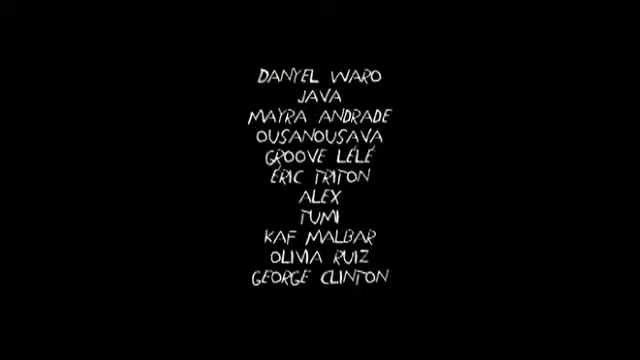 DANYEL WARO
JAVA
MAYRA ANDRADE
OUSANOUSAVA
GROOVE LÉLÉ
ÉRIC TRITON
ALEX
TUMI
KAF MALBAR
OLIVIA RUIZ
GEORGE CLINTON